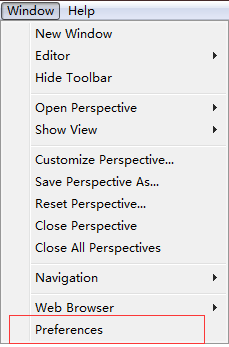 Window Help
New Window
Editor
Hide Toolbar
Open Perspective
Show View
Customize Perspective...
Save Perspective As...
Reset Perspective...
Close Perspective
Close All Perspectives
Navigation
Web Browser
Preferences